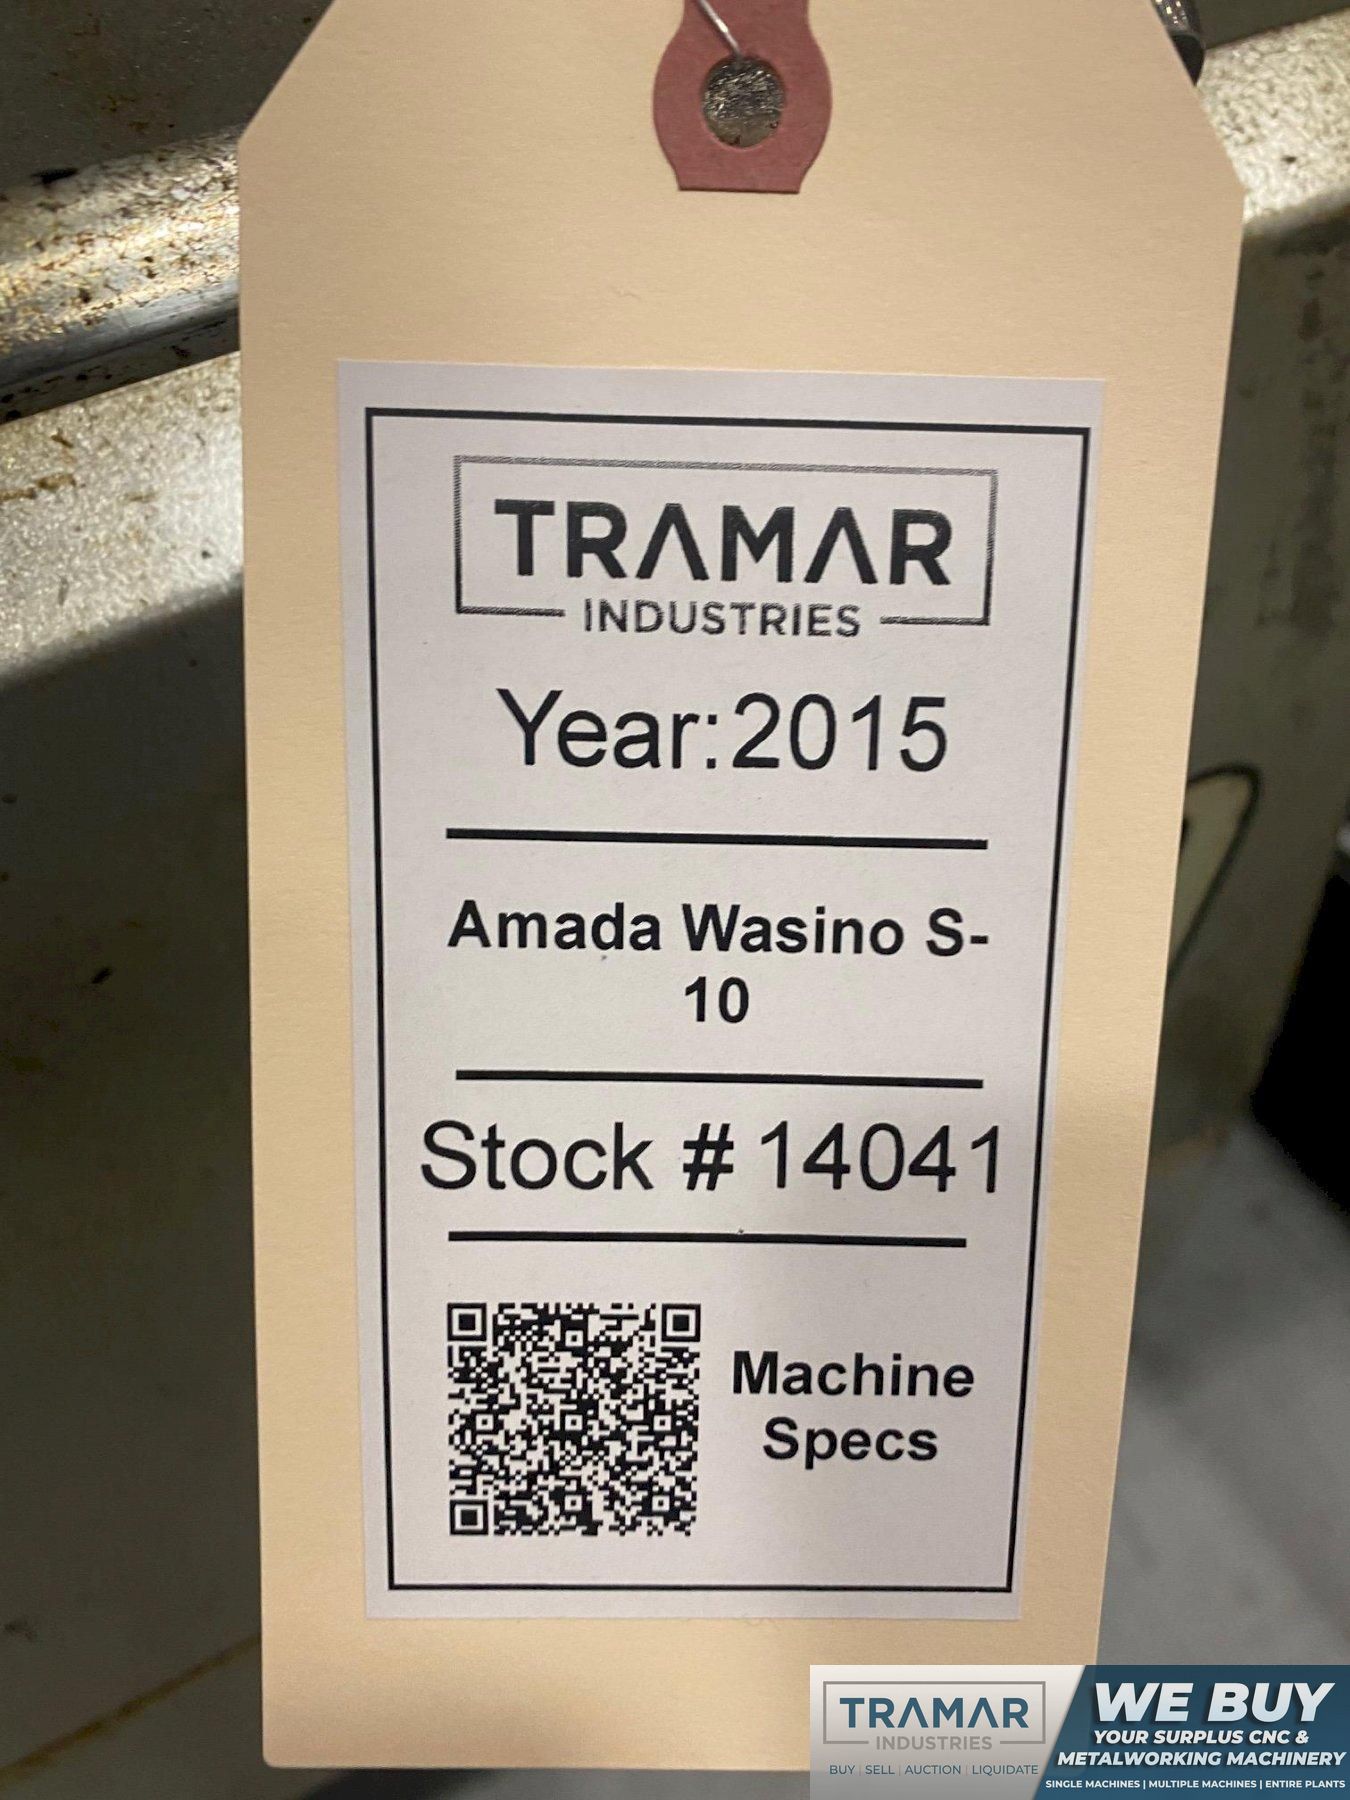 TRAMAR
INDUSTRIES
Year:2015
Amada Wasino S-
10
Stock # 14041
Machine
Specs
TRAMAR
INDUSTRIES
BUY | SELL | AUCTION | LIQUIDATE
WE BUY
YOUR SURPLUS CNC &
METALWORKING MACHINERY
SINGLE MACHINES | MULTIPLE MACHINES | ENTIRE PLANTS